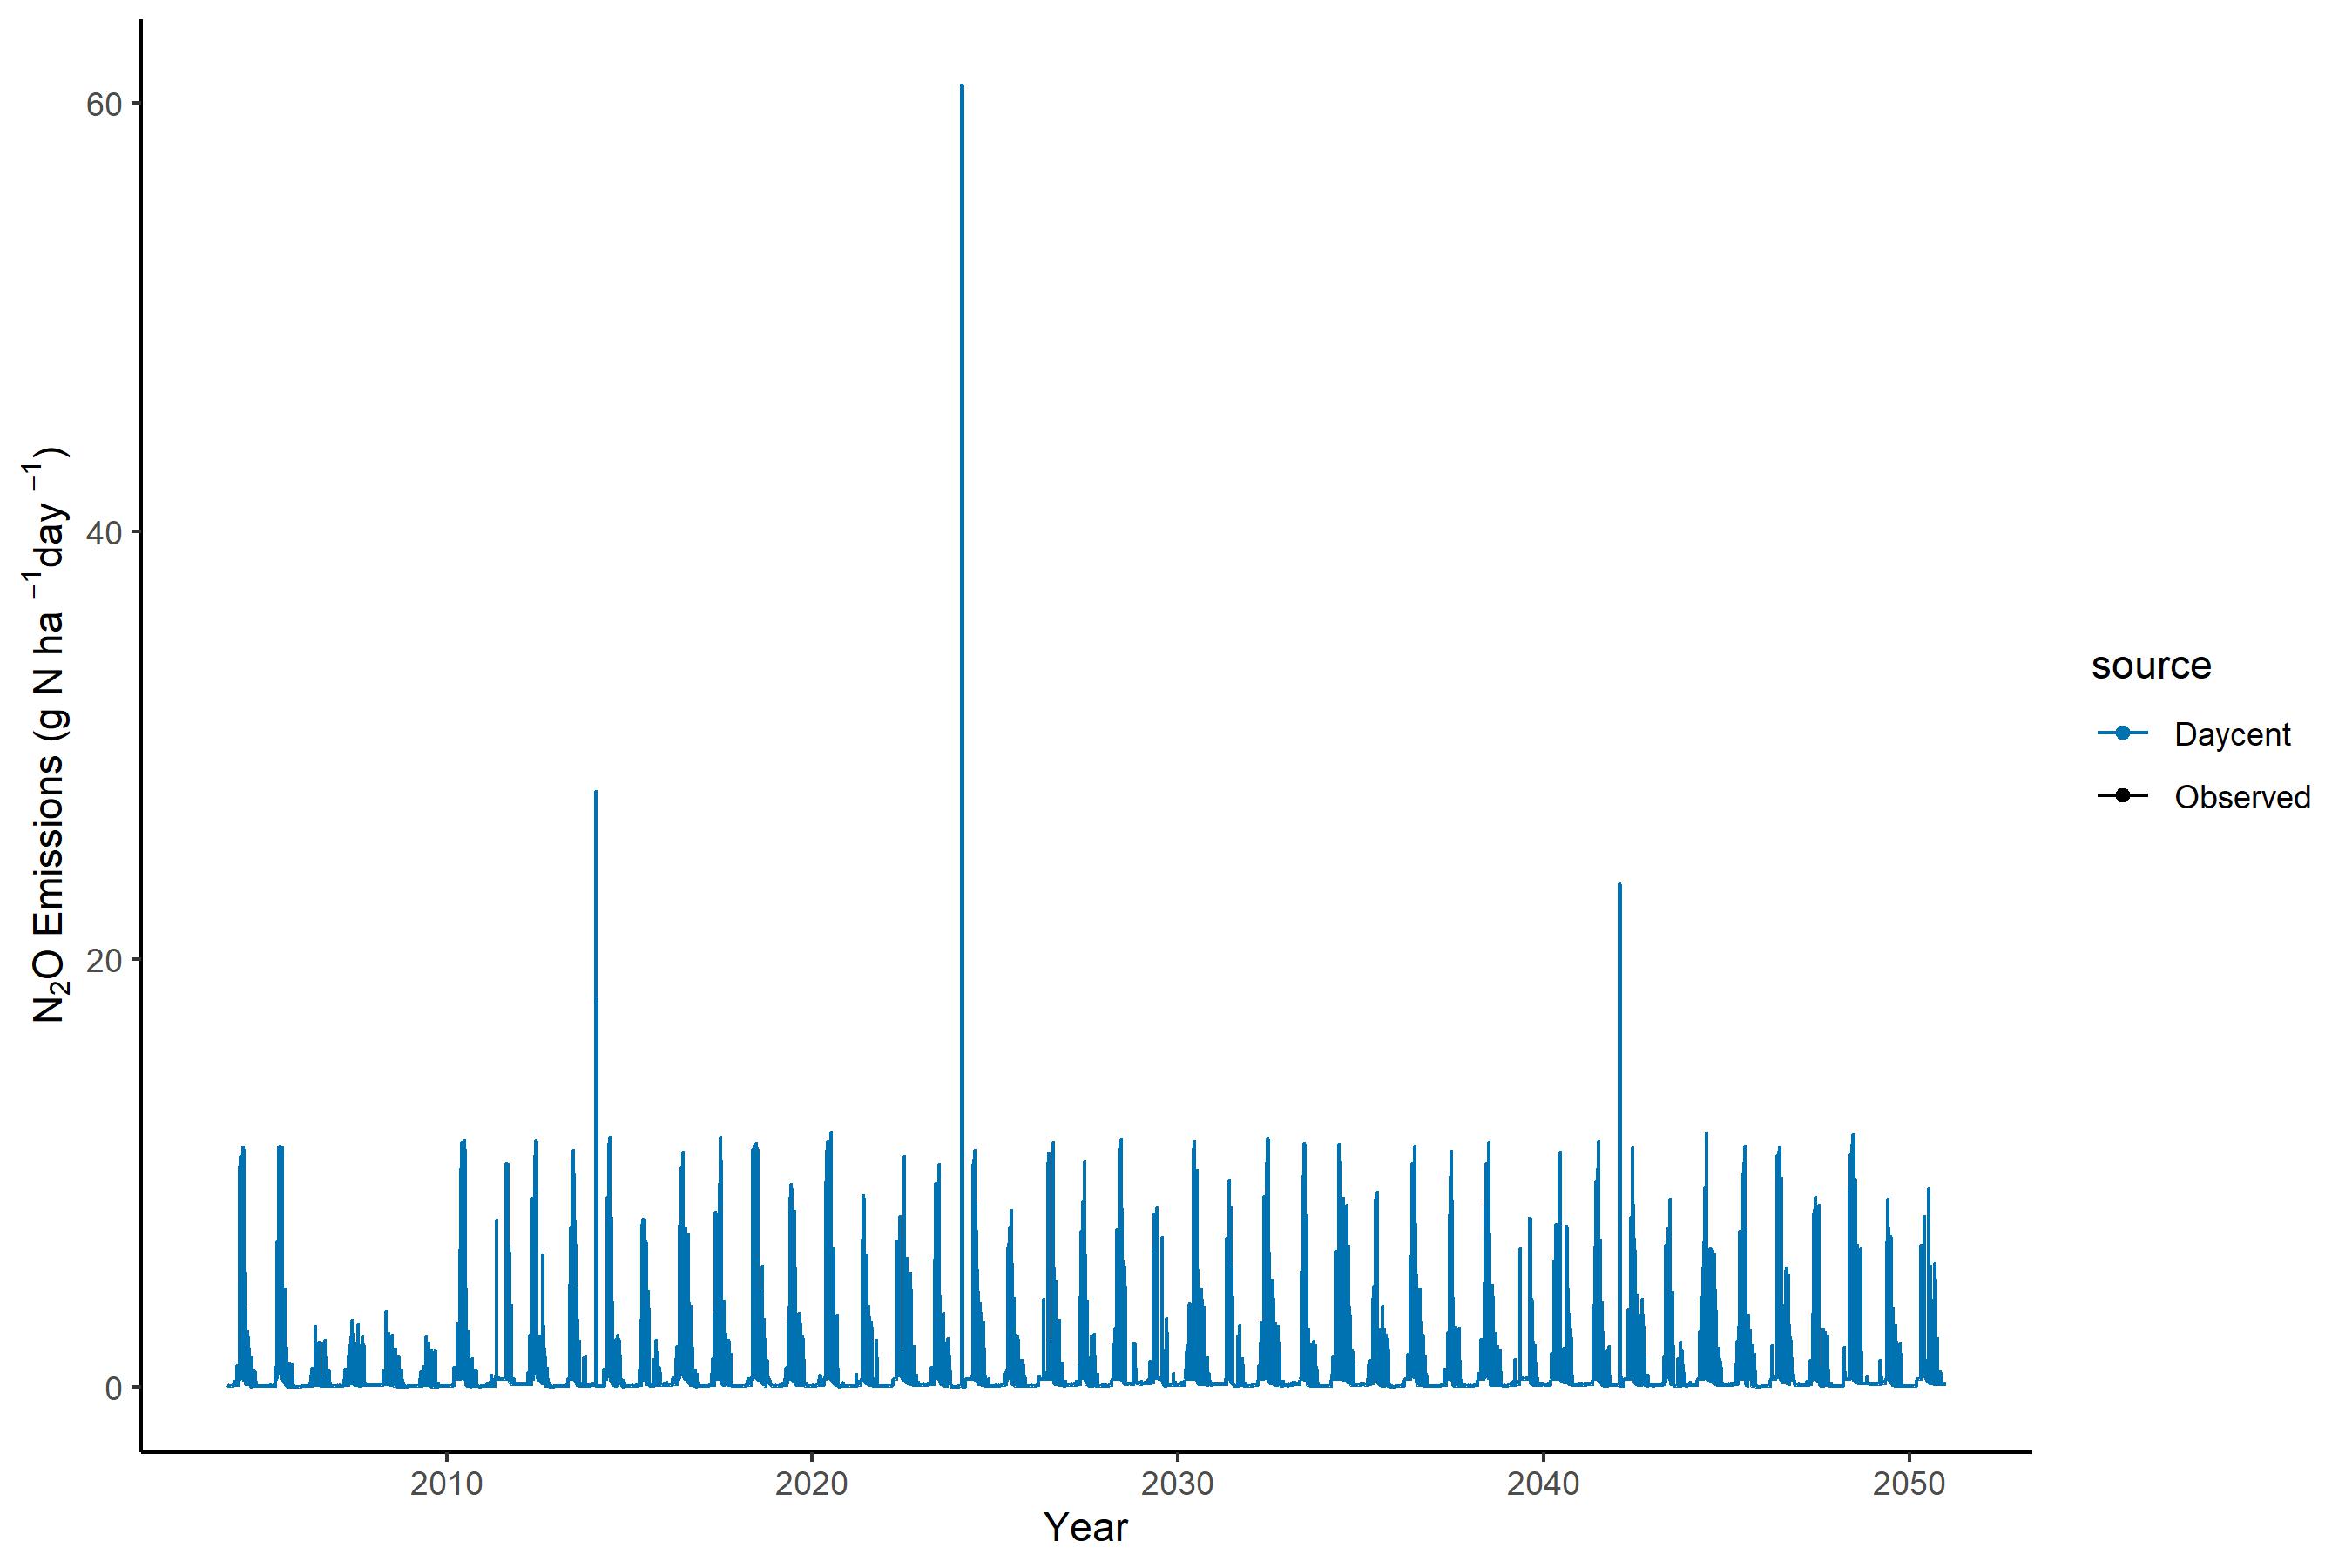 N₂O Emissions (g N ha ⁻¹day ⁻¹)
60
40
20
0
2010 2020 2030 2040 2050
Year
source
Daycent
Observed